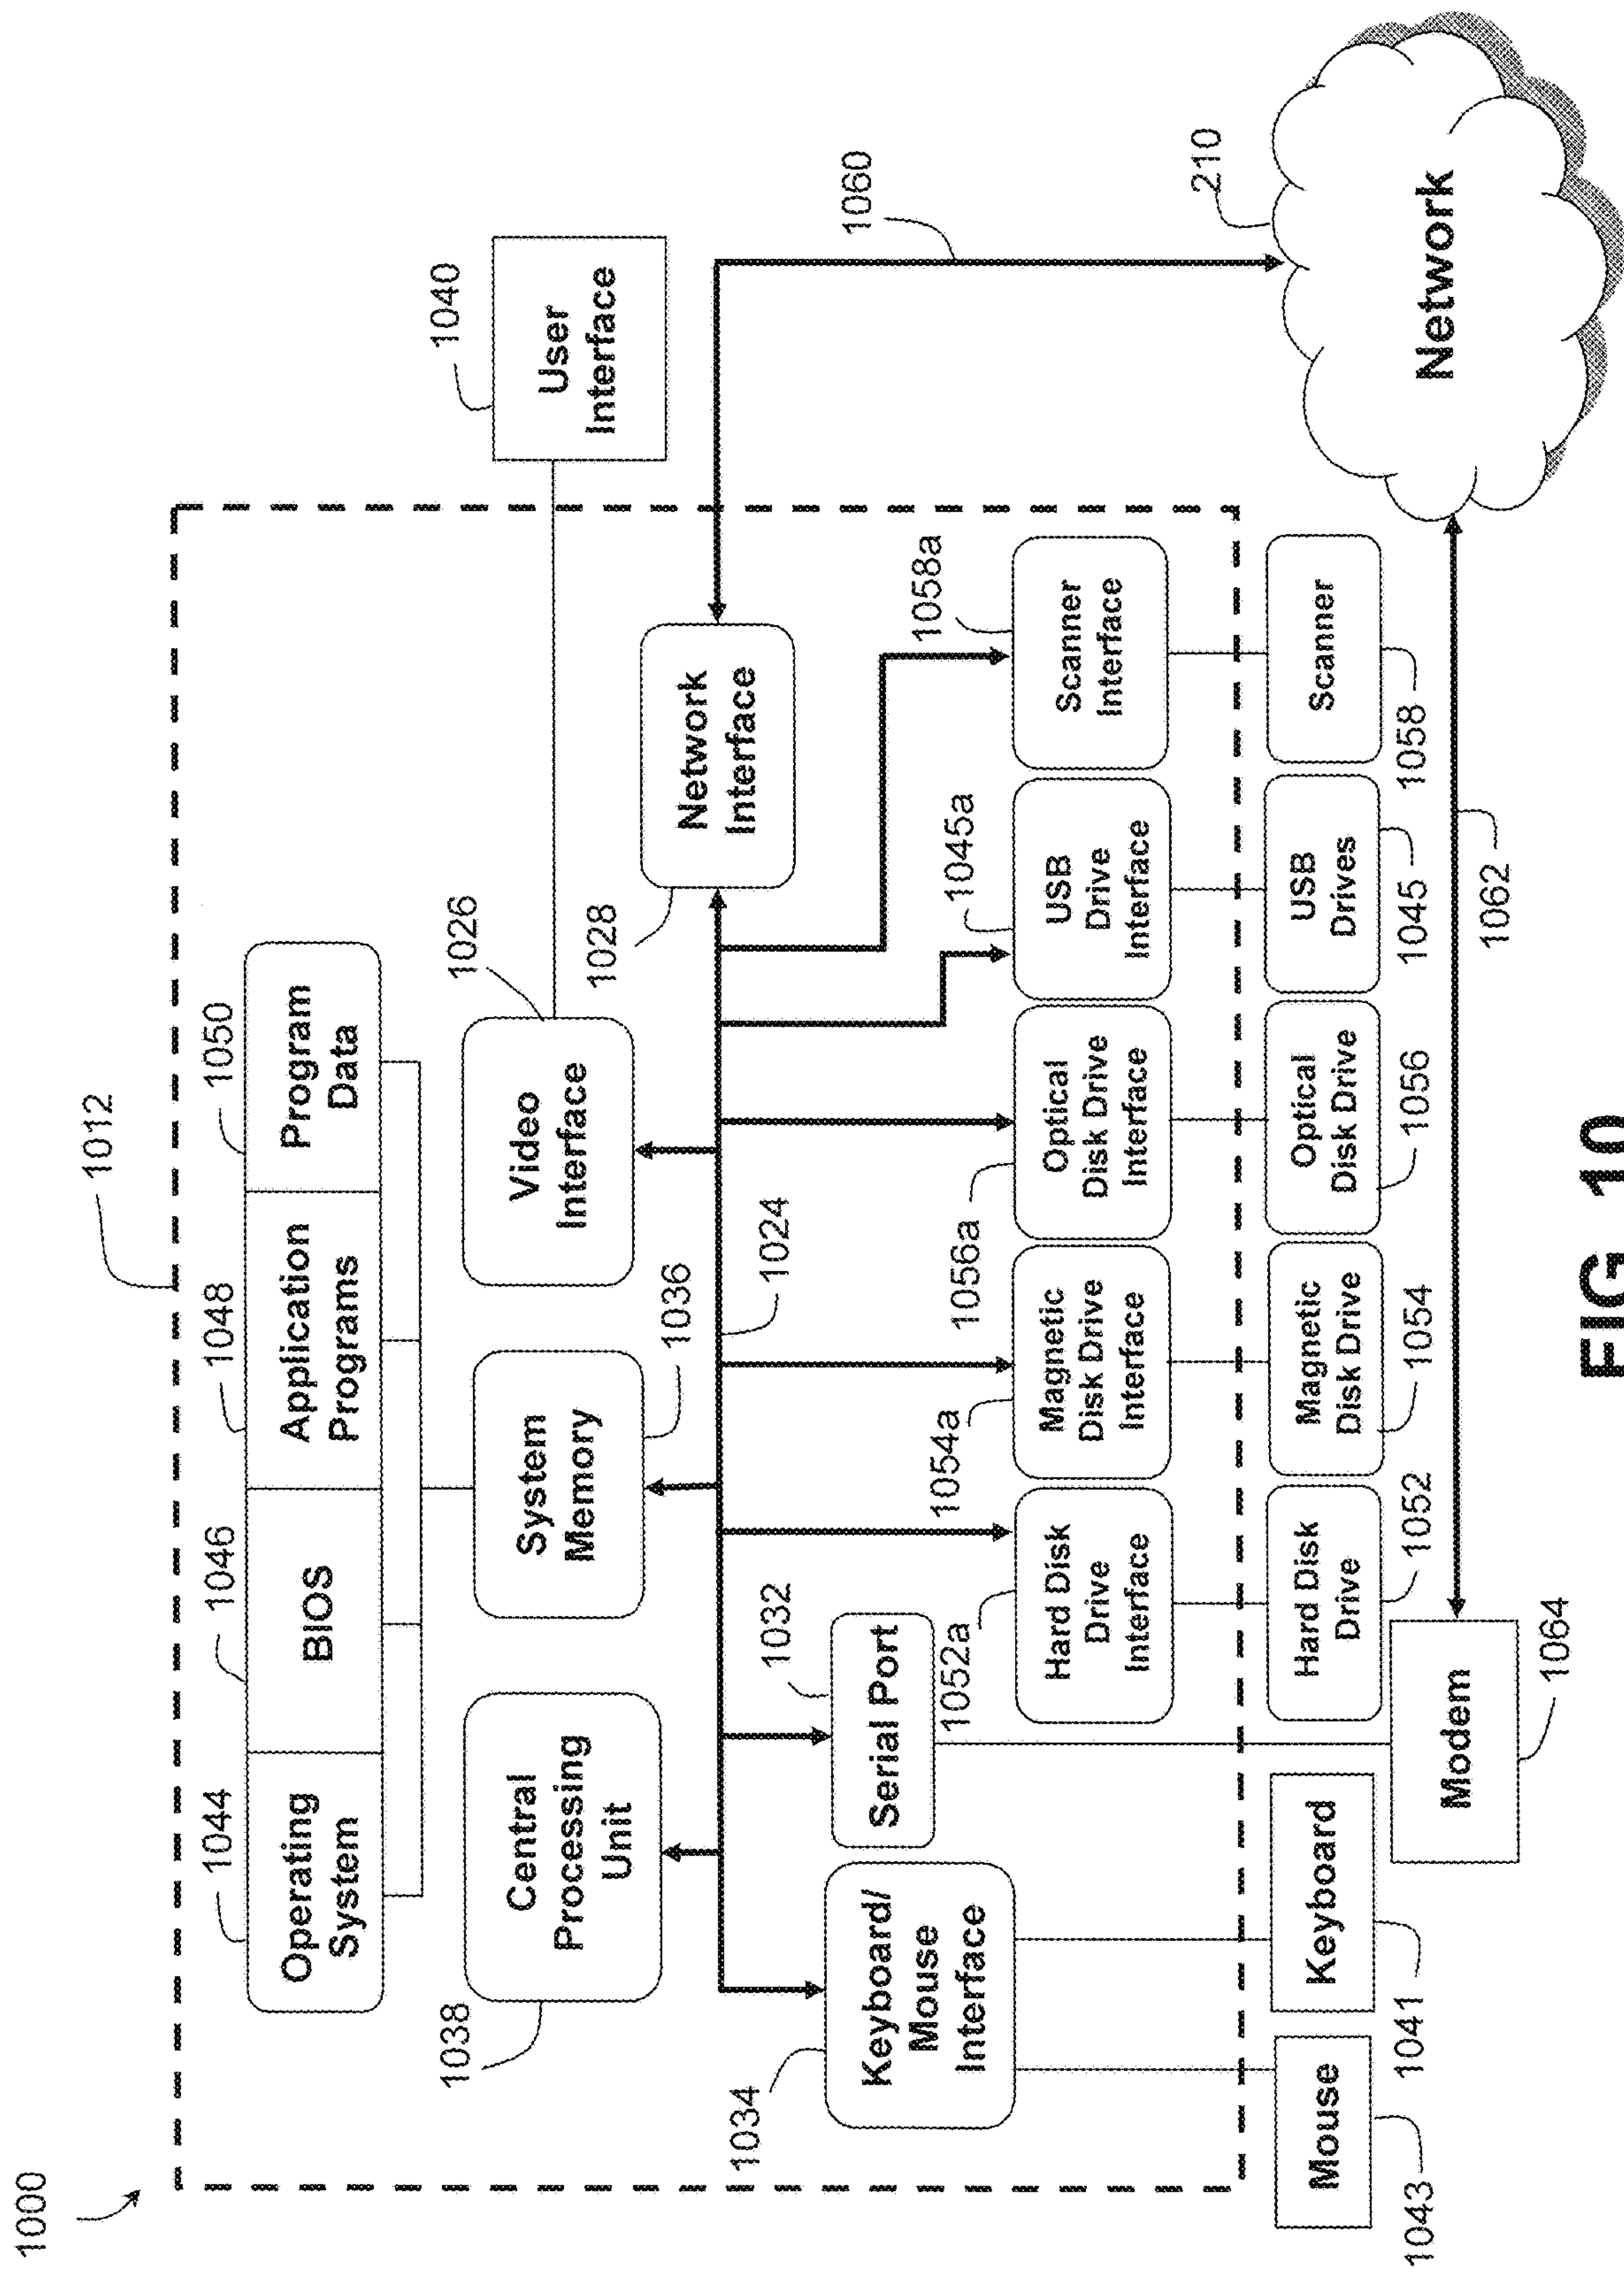 1000
1012
1044
1046
1048
1050
Operating
System
BIOS
Application
Programs
Program
Data
1038
Central
Processing
Unit
System
Memory
1036
Video
Interface
1026
1040
User
Interface
1028
Network
Interface
1024
1060
1034
Keyboard/
Mouse
Interface
1032
Serial Port
1052a
Hard Disk
Drive
Interface
1054a
Magnetic
Disk Drive
Interface
1056a
Optical
Disk Drive
Interface
1045a
USB
Drive
Interface
1058a
Scanner
Interface
210
Network
Mouse
1043
Keyboard
1041
Hard Disk
Drive
1052
Magnetic
Disk Drive
1054
Optical
Disk Drive
1056
USB
Drives
1045
Scanner
1058
Modem
1064
1062
FIG 10